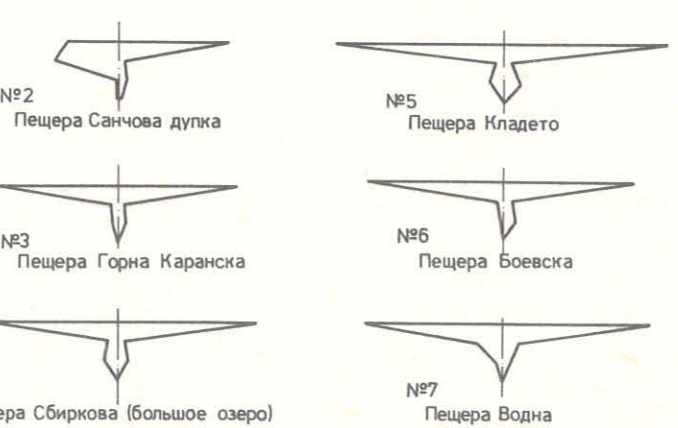 №2
Пещера Санчова дупка
№3
Пещера Горна Каранска
Сбиркова (большое озеро)
№5
Пещера Кладето
№6
Пещера Боевска
№7
Пещера Водна